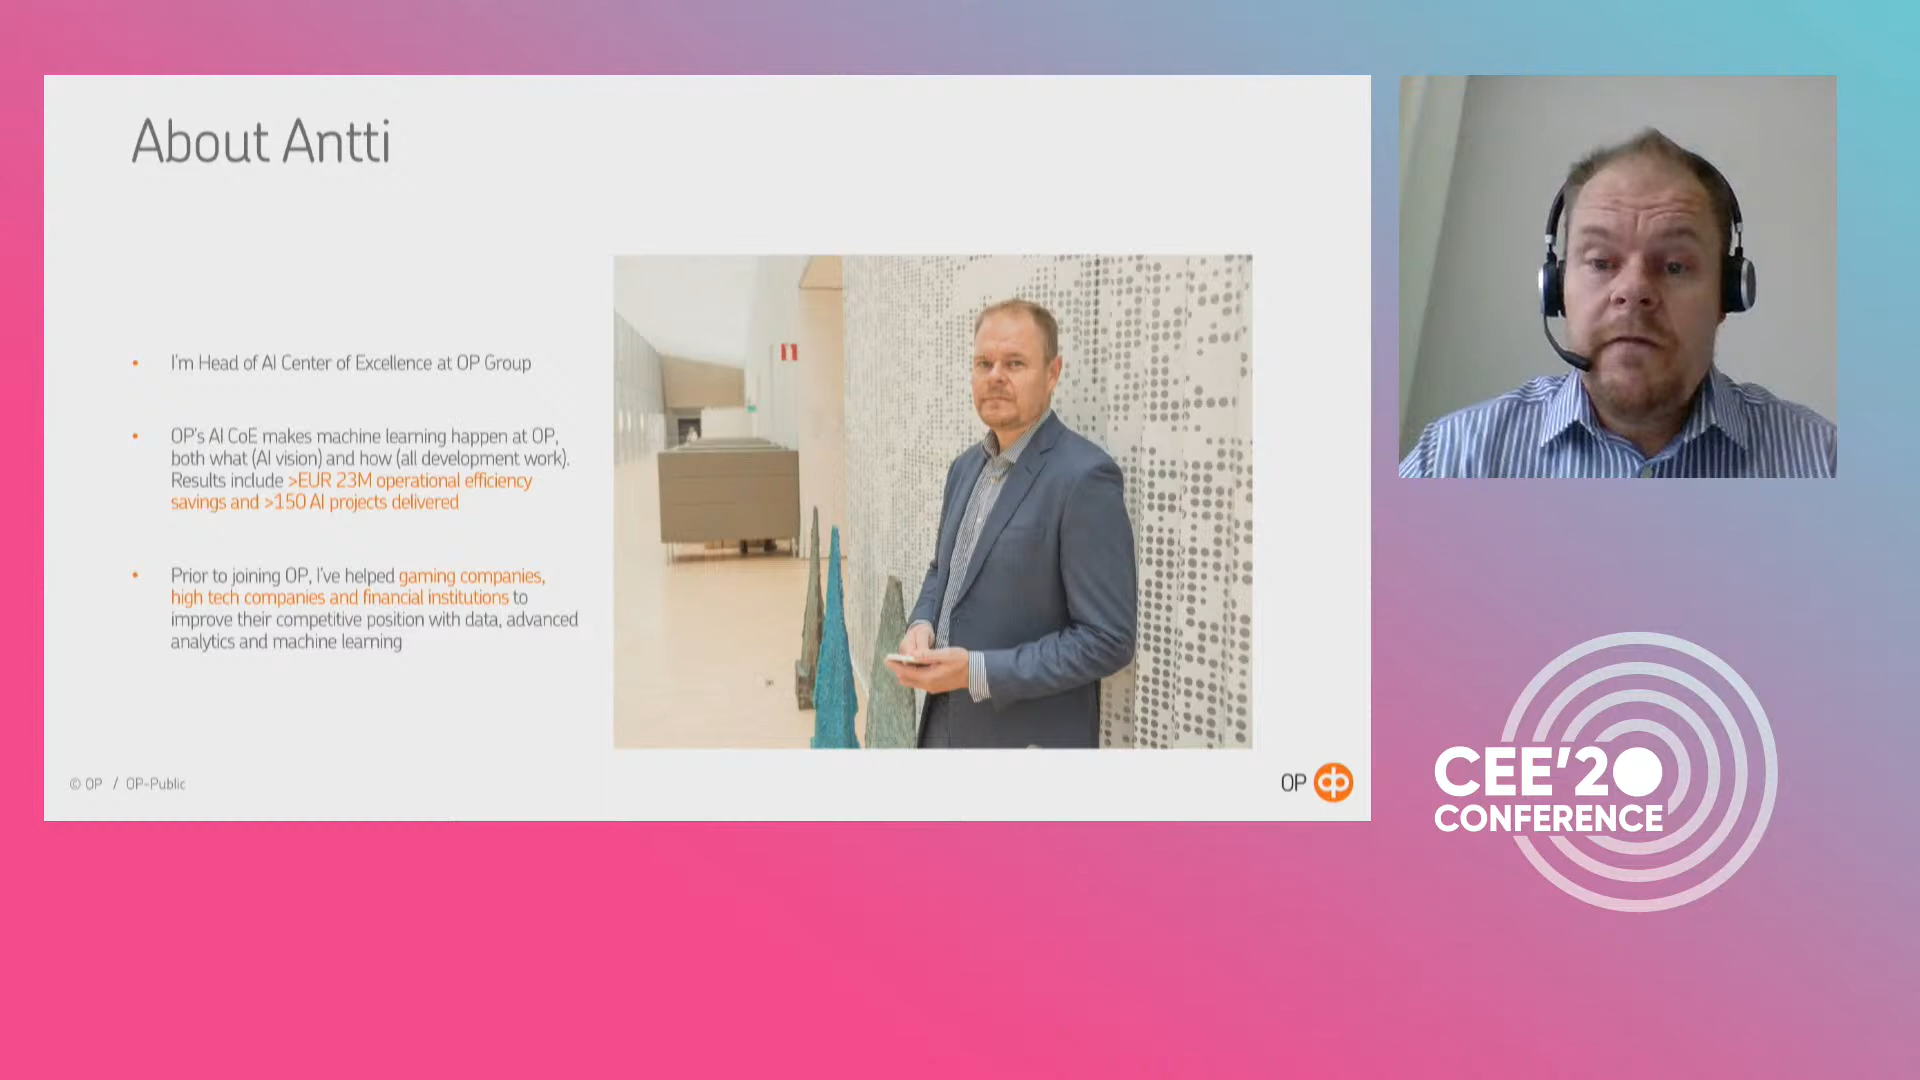 About Antti
• I'm Head of AI Center of Excellence at OP Group
• OP's AI CoE makes machine learning happen at OP,
both what (AI vision) and how (all development work).
Results include >EUR 23M operational efficiency
savings and >150 AI projects delivered
• Prior to joining OP, I've helped gaming companies,
high tech companies and financial institutions to
improve their competitive position with data, advanced
analytics and machine learning
© OP / OP-Public
OP
CEE'20
CONFERENCE